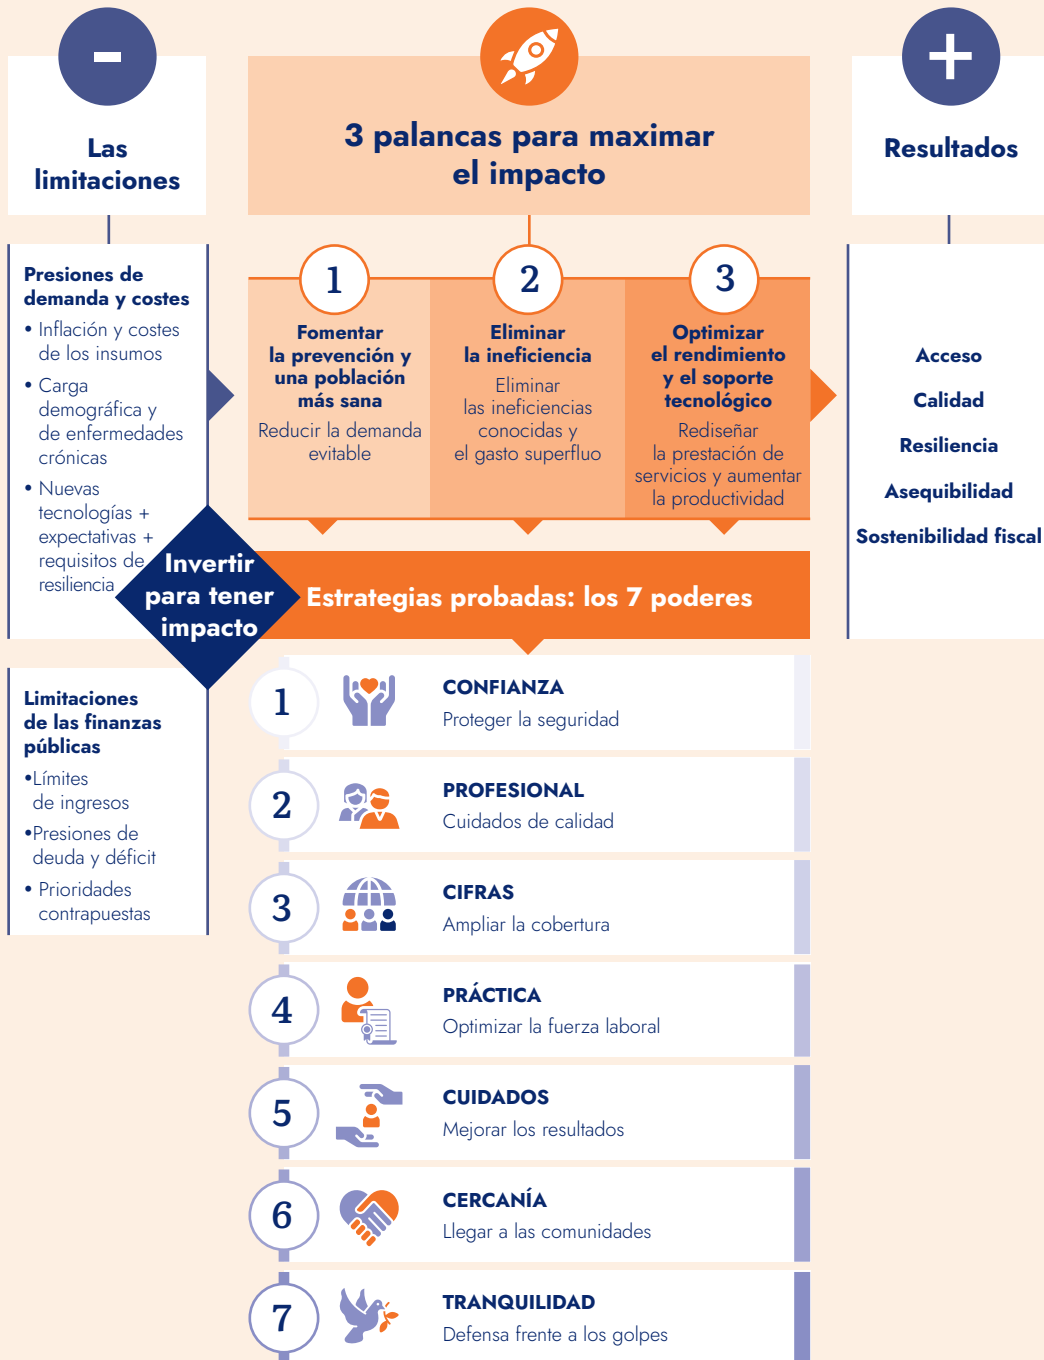 Las
limitaciones
Presiones de
demanda y costes
• Inflación y costes
de los insumos
• Carga
demográfica y
de enfermedades
crónicas
• Nuevas
tecnologías +
expectativas +
requisitos de
resiliencia
Limitaciones
de las finanzas
públicas
•Límites
de ingresos
•Presiones de
deuda y déficit
• Prioridades
contrapuestas
Invertir
para tener
impacto
3 palancas para maximar
el impacto
1
Fomentar
la prevención y
una población
más sana
Reducir la demanda
evitable
2
Eliminar
la ineficiencia
Eliminar
las ineficiencias
conocidas y
el gasto superfluo
3
Optimizar
el rendimiento
y el soporte
tecnológico
Rediseñar
la prestación de
servicios y aumentar
la productividad
Estrategias probadas: los 7 poderes
1
CONFIANZA
Proteger la seguridad
2
PROFESIONAL
Cuidados de calidad
3
CIFRAS
Ampliar la cobertura
4
PRÁCTICA
Optimizar la fuerza laboral
5
CUIDADOS
Mejorar los resultados
6
CERCANÍA
Llegar a las comunidades
7
TRANQUILIDAD
Defensa frente a los golpes
Resultados
Acceso
Calidad
Resiliencia
Asequibilidad
Sostenibilidad fiscal